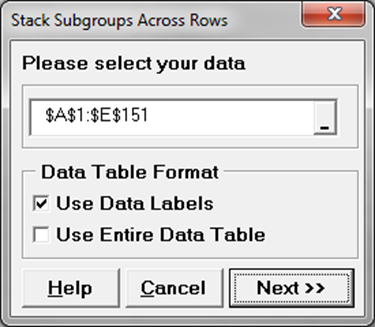 Stack Subgroups Across Rows
Please select your data
$A$1:$E$151
Data Table Format
Use Data Labels
Use Entire Data Table
Help Cancel Next >>